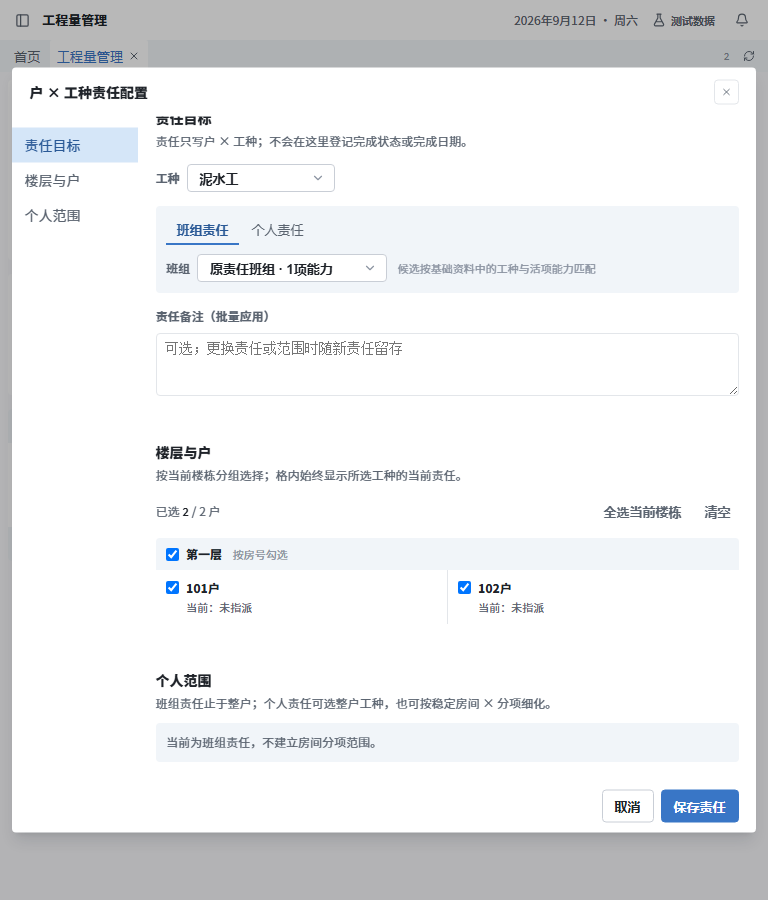 工程量管理
2026年9月12日 • 周六
测试数据
首页
工程量管理 ×
2
户 × 工种责任配置
×
责任目标
楼层与户
个人范围
责任目标
责任只写户 × 工种；不会在这里登记完成状态或完成日期。
工种 泥水工
班组责任 个人责任
班组 原责任班组 · 1项能力 候选按基础资料中的工种与活项能力匹配
责任备注（批量应用）
可选；更换责任或范围时随新责任留存
楼层与户
按当前楼栋分组选择；格内始终显示所选工种的当前责任。
已选 2 / 2 户 全选当前楼栋 清空
第一层 按房号勾选
101户
当前：未指派
102户
当前：未指派
个人范围
班组责任止于整户；个人责任可选整户工种，也可按稳定房间 × 分项细化。
当前为班组责任，不建立房间分项范围。
取消 保存责任